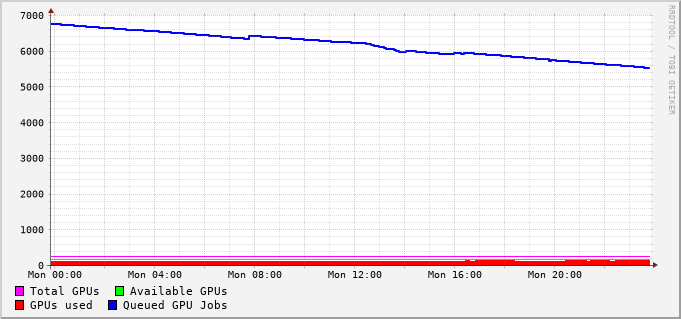 7000
6000
5000
4000
3000
2000
1000
0
Mon 00:00 Mon 04:00 Mon 08:00 Mon 12:00 Mon 16:00 Mon 20:00
Total GPUs Available GPUs
GPUs used Queued GPU Jobs
RRDTOOL / TOBI OETIKER